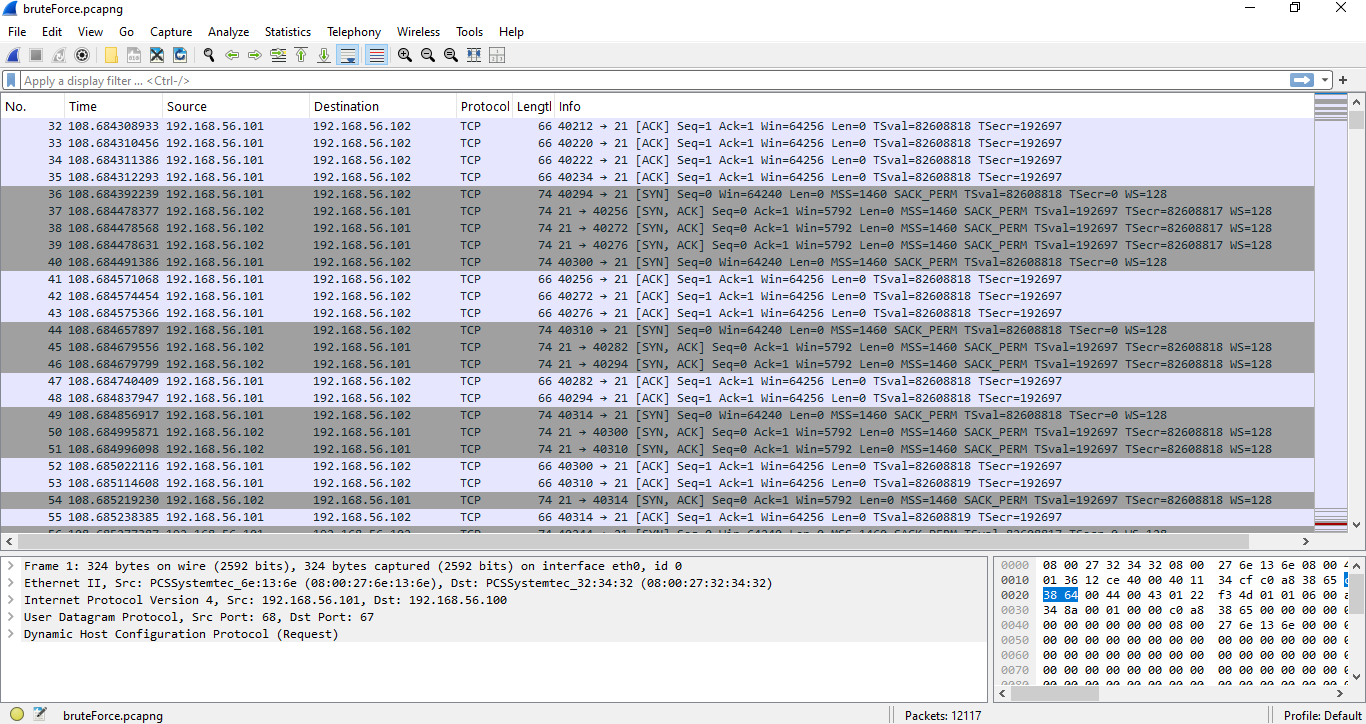 bruteForce.pcapng
File Edit View Go Capture Analyze Statistics Telephony Wireless Tools Help
Apply a display filter ... <Ctrl-/>
No. Time Source Destination Protocol Lengtl Info
32 108.684308933 192.168.56.101 192.168.56.102 TCP 66 40212 → 21 [ACK] Seq=1 Ack=1 Win=64256 Len=0 TSval=82608818 TSecr=192697
33 108.684310456 192.168.56.101 192.168.56.102 TCP 66 40220 → 21 [ACK] Seq=1 Ack=1 Win=64256 Len=0 TSval=82608818 TSecr=192697
34 108.684311386 192.168.56.101 192.168.56.102 TCP 66 40222 → 21 [ACK] Seq=1 Ack=1 Win=64256 Len=0 TSval=82608818 TSecr=192697
35 108.684312293 192.168.56.101 192.168.56.102 TCP 66 40234 → 21 [ACK] Seq=1 Ack=1 Win=64256 Len=0 TSval=82608818 TSecr=192697
36 108.684392239 192.168.56.101 192.168.56.102 TCP 74 40294 → 21 [SYN] Seq=0 Win=64240 Len=0 MSS=1460 SACK_PERM TSval=82608818 TSecr=0 WS=128
37 108.684478377 192.168.56.102 192.168.56.101 TCP 74 21 → 40256 [SYN, ACK] Seq=0 Ack=1 Win=5792 Len=0 MSS=1460 SACK_PERM TSval=192697 TSecr=82608817 WS=128
38 108.684478568 192.168.56.102 192.168.56.101 TCP 74 21 → 40272 [SYN, ACK] Seq=0 Ack=1 Win=5792 Len=0 MSS=1460 SACK_PERM TSval=192697 TSecr=82608817 WS=128
39 108.684478631 192.168.56.102 192.168.56.101 TCP 74 21 → 40276 [SYN, ACK] Seq=0 Ack=1 Win=5792 Len=0 MSS=1460 SACK_PERM TSval=192697 TSecr=82608817 WS=128
40 108.684491386 192.168.56.101 192.168.56.102 TCP 74 40300 → 21 [SYN] Seq=0 Win=64240 Len=0 MSS=1460 SACK_PERM TSval=82608818 TSecr=0 WS=128
41 108.684571068 192.168.56.101 192.168.56.102 TCP 66 40256 → 21 [ACK] Seq=1 Ack=1 Win=64256 Len=0 TSval=82608818 TSecr=192697
42 108.684574454 192.168.56.101 192.168.56.102 TCP 66 40272 → 21 [ACK] Seq=1 Ack=1 Win=64256 Len=0 TSval=82608818 TSecr=192697
43 108.684575366 192.168.56.101 192.168.56.102 TCP 66 40276 → 21 [ACK] Seq=1 Ack=1 Win=64256 Len=0 TSval=82608818 TSecr=192697
44 108.684657897 192.168.56.101 192.168.56.102 TCP 74 40310 → 21 [SYN] Seq=0 Win=64240 Len=0 MSS=1460 SACK_PERM TSval=82608818 TSecr=0 WS=128
45 108.684679556 192.168.56.102 192.168.56.101 TCP 74 21 → 40282 [SYN, ACK] Seq=0 Ack=1 Win=5792 Len=0 MSS=1460 SACK_PERM TSval=192697 TSecr=82608818 WS=128
46 108.684679799 192.168.56.102 192.168.56.101 TCP 74 21 → 40294 [SYN, ACK] Seq=0 Ack=1 Win=5792 Len=0 MSS=1460 SACK_PERM TSval=192697 TSecr=82608818 WS=128
47 108.684740409 192.168.56.101 192.168.56.102 TCP 66 40282 → 21 [ACK] Seq=1 Ack=1 Win=64256 Len=0 TSval=82608818 TSecr=192697
48 108.684837947 192.168.56.101 192.168.56.102 TCP 66 40294 → 21 [ACK] Seq=1 Ack=1 Win=64256 Len=0 TSval=82608818 TSecr=192697
49 108.684856917 192.168.56.101 192.168.56.102 TCP 74 40314 → 21 [SYN] Seq=0 Win=64240 Len=0 MSS=1460 SACK_PERM TSval=82608818 TSecr=0 WS=128
50 108.684995871 192.168.56.102 192.168.56.101 TCP 74 21 → 40300 [SYN, ACK] Seq=0 Ack=1 Win=5792 Len=0 MSS=1460 SACK_PERM TSval=192697 TSecr=82608818 WS=128
51 108.684996098 192.168.56.102 192.168.56.101 TCP 74 21 → 40310 [SYN, ACK] Seq=0 Ack=1 Win=5792 Len=0 MSS=1460 SACK_PERM TSval=192697 TSecr=82608818 WS=128
52 108.685022116 192.168.56.101 192.168.56.102 TCP 66 40300 → 21 [ACK] Seq=1 Ack=1 Win=64256 Len=0 TSval=82608818 TSecr=192697
53 108.685114608 192.168.56.101 192.168.56.102 TCP 66 40310 → 21 [ACK] Seq=1 Ack=1 Win=64256 Len=0 TSval=82608819 TSecr=192697
54 108.685219230 192.168.56.102 192.168.56.101 TCP 74 21 → 40314 [SYN, ACK] Seq=0 Ack=1 Win=5792 Len=0 MSS=1460 SACK_PERM TSval=192697 TSecr=82608818 WS=128
55 108.685238385 192.168.56.101 192.168.56.102 TCP 66 40314 → 21 [ACK] Seq=1 Ack=1 Win=64256 Len=0 TSval=82608819 TSecr=192697
Frame 1: 324 bytes on wire (2592 bits), 324 bytes captured (2592 bits) on interface eth0, id 0
Ethernet II, Src: PCSSystemtec_6e:13:6e (08:00:27:6e:13:6e), Dst: PCSSystemtec_32:34:32 (08:00:27:32:34:32)
Internet Protocol Version 4, Src: 192.168.56.101, Dst: 192.168.56.100
User Datagram Protocol, Src Port: 68, Dst Port: 67
Dynamic Host Configuration Protocol (Request)
0000 08 00 27 32 34 32 08 00 27 6e 13 6e 08 00
0010 01 36 12 ce 40 00 40 11 34 cf c0 a8 38 65
0020 38 64 00 44 00 43 01 22 f3 4d 01 01 06 00
0030 34 8a 00 01 00 00 c0 a8 38 65 00 00 00 00
0040 00 00 00 00 00 00 08 00 27 6e 13 6e 00 00
0050 00 00 00 00 00 00 00 00 00 00 00 00 00 00
0060 00 00 00 00 00 00 00 00 00 00 00 00 00 00
0070 00 00 00 00 00 00 00 00 00 00 00 00 00 00
bruteForce.pcapng
Packets: 12117
Profile: Default